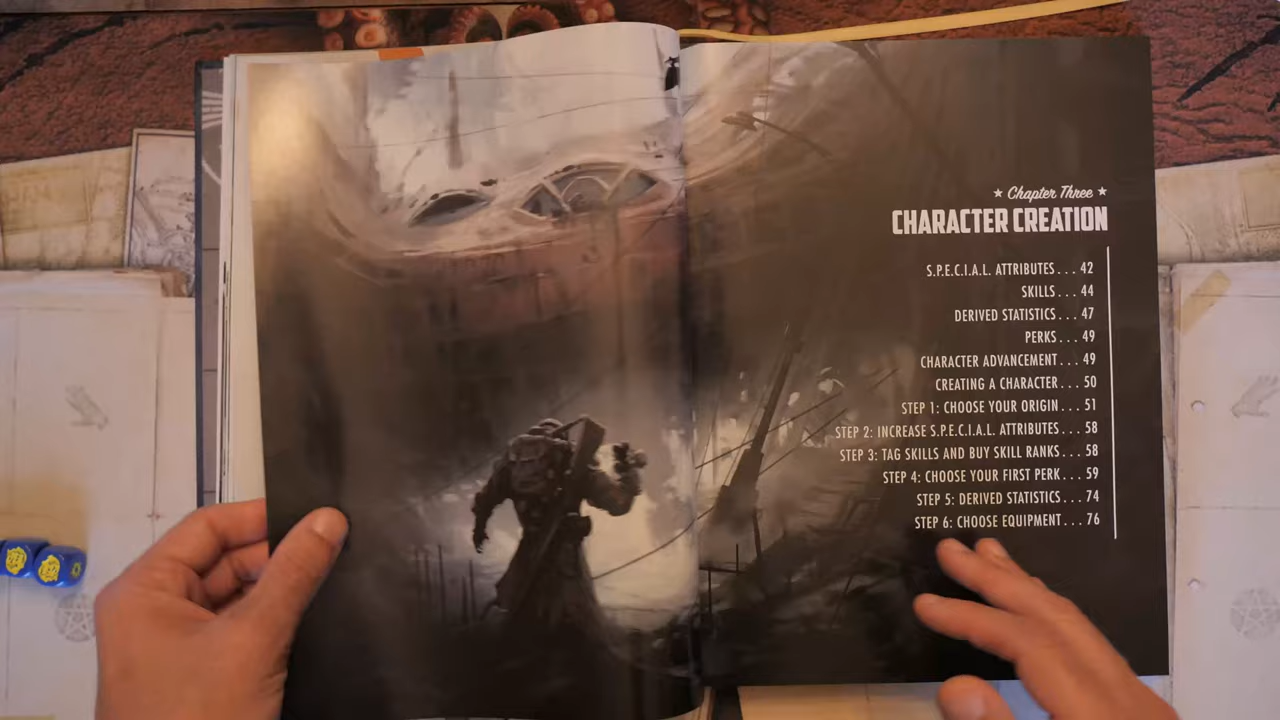 ★ Chapter Three ★
CHARACTER CREATION
S.P.E.C.I.A.L. ATTRIBUTES . . . 42
SKILLS . . . 44
DERIVED STATISTICS . . . 47
PERKS . . . 49
CHARACTER ADVANCEMENT . . . 49
CREATING A CHARACTER . . . 50
STEP 1: CHOOSE YOUR ORIGIN . . . 51
STEP 2: INCREASE S.P.E.C.I.A.L. ATTRIBUTES . . . 58
STEP 3: TAG SKILLS AND BUY SKILL RANKS . . . 58
STEP 4: CHOOSE YOUR FIRST PERK . . . 59
STEP 5: DERIVED STATISTICS . . . 74
STEP 6: CHOOSE EQUIPMENT . . . 76